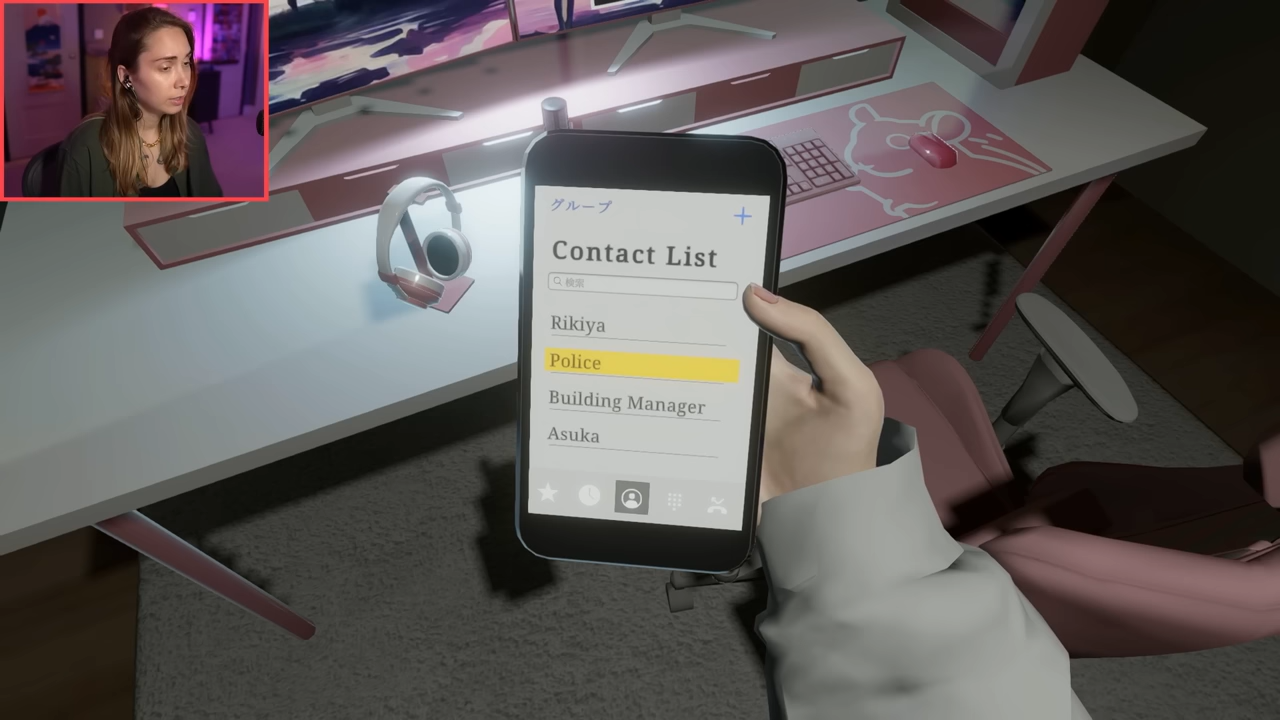 グループ
Contact List
検索
Rikiya
Police
Building Manager
Asuka